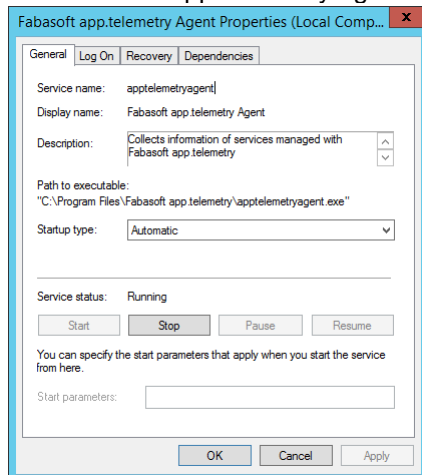 Fabasoft app.telemetry Agent Properties (Local Comp...
x
General Log On Recovery Dependencies
Service name: apptelemetryagent
Display name: Fabasoft app.telemetry Agent
Description: Collects information of services managed with
Fabasoft app.telemetry
Path to executable:
"C:\Program Files\Fabasoft app.telemetry\apptelemetryagent.exe"
Startup type: Automatic
Service status: Running
Start Stop Pause Resume
You can specify the start parameters that apply when you start the service
from here.
Start parameters:
OK Cancel Apply